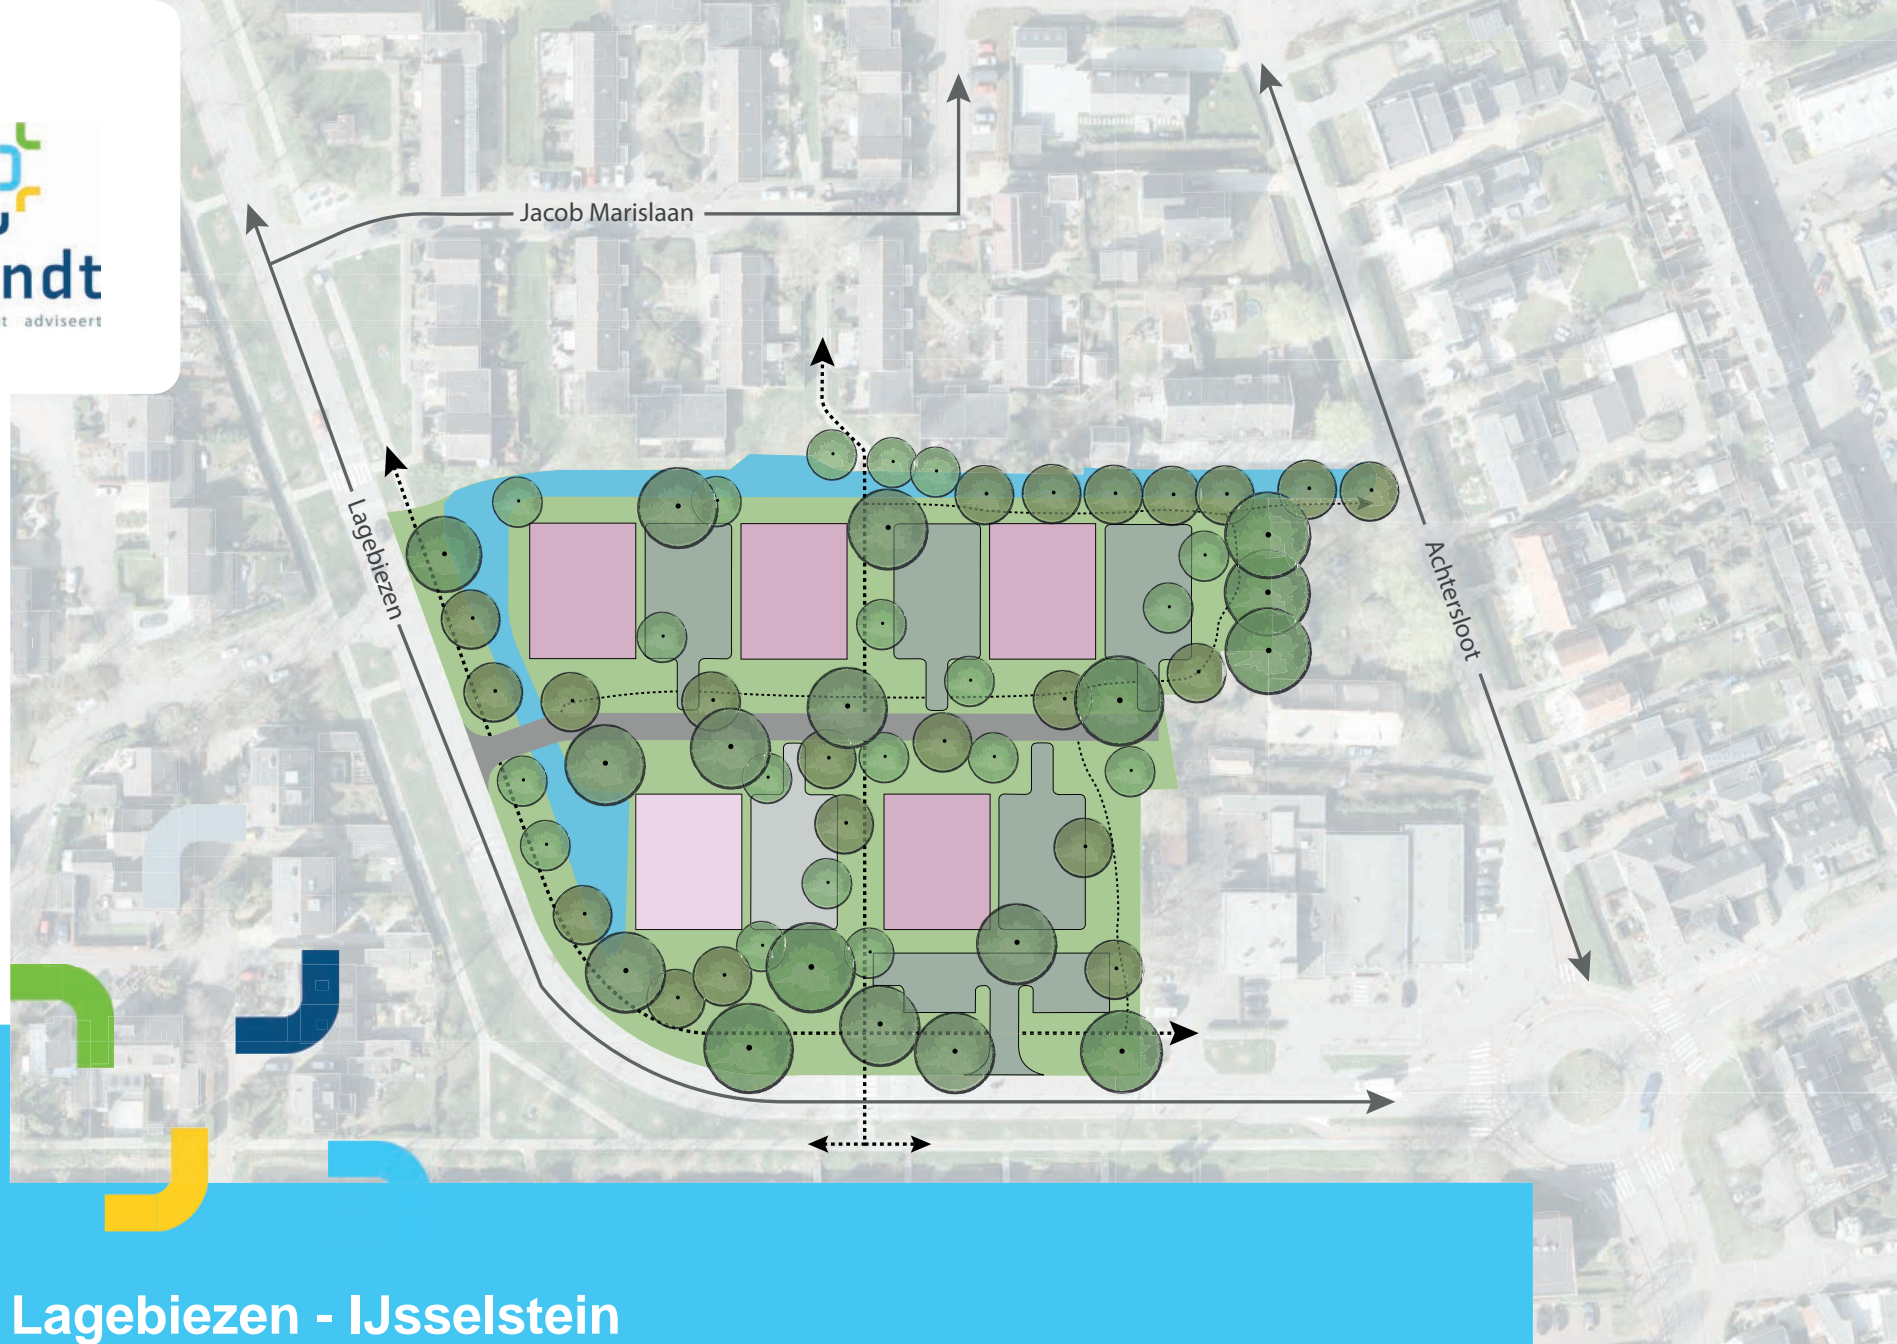 Jacob Marislaan
ndt
t adviseert
Lagebiezen
Achtersloot
Lagebiezen - IJsselstein